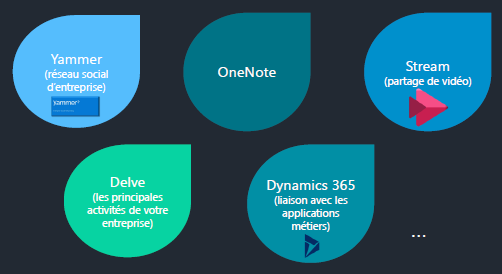 Yammer
(réseau social
d'entreprise)
yammer
OneNote
Stream
(partage de vidéo)
Delve
(les principales
activités de votre
entreprise)
Dynamics 365
(liaison avec les
applications
métiers)
...